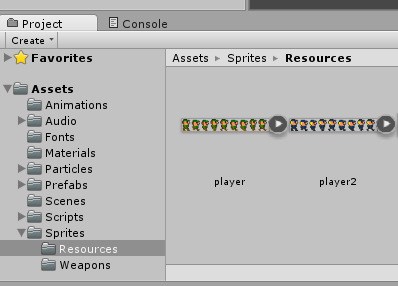 Project
Console
Create
Favorites
Assets
Animations
Audio
Fonts
Materials
Particles
Prefabs
Scenes
Scripts
Sprites
Resources
Weapons
Assets Sprites Resources
player player2